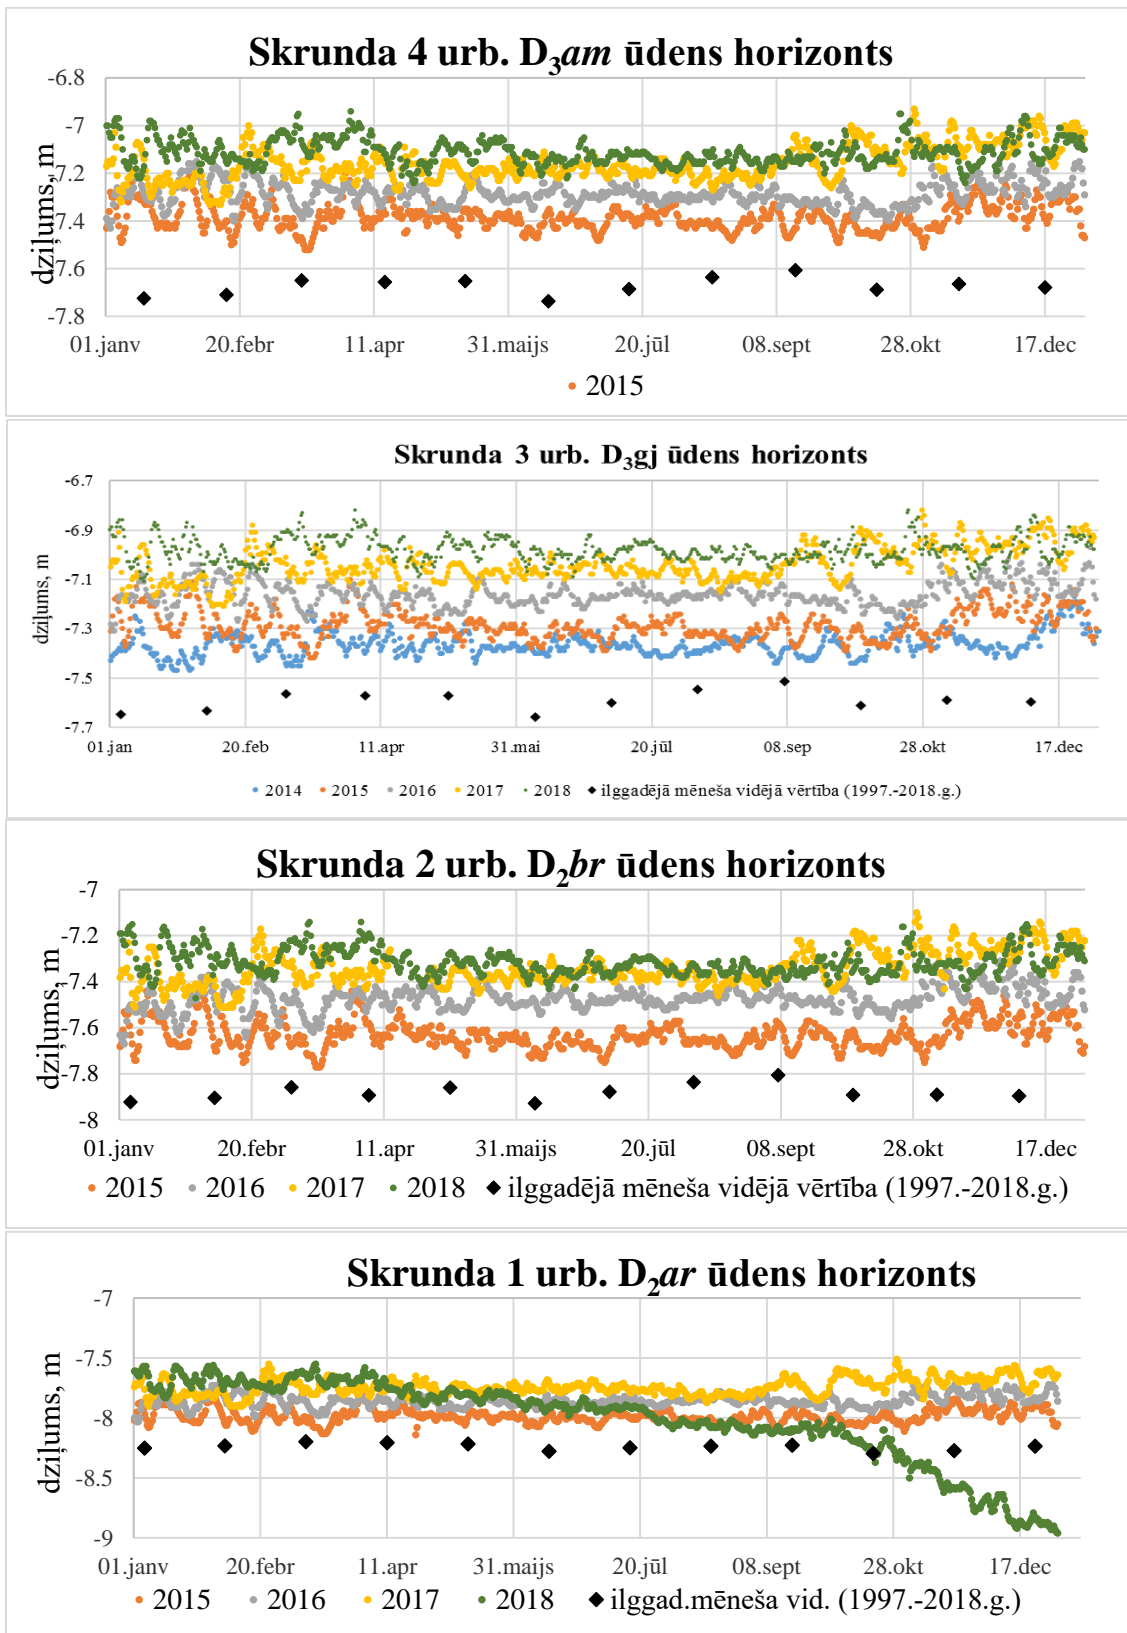 Skrunda 4 urb. D₃am ūdens horizonts
dziļums, m
-6.8
-7
-7.2
-7.4
-7.6
-7.8
01.janv 20.febr 11.apr 31.maijs 20.jūl 08.sept 28.okt 17.dec
2015
Skrunda 3 urb. D₃gj ūdens horizonts
dziļums, m
-6.7
-6.9
-7.1
-7.3
-7.5
-7.7
01.jan 20.feb 11.apr 31.mai 20.jūl 08.sep 28.okt 17.dec
2014 2015 2016 2017 2018 ilggadējā mēneša vidējā vērtība (1997.-2018.g.)
Skrunda 2 urb. D₂br ūdens horizonts
dziļums, m
-7
-7.2
-7.4
-7.6
-7.8
-8
01.janv 20.febr 11.apr 31.maijs 20.jūl 08.sept 28.okt 17.dec
2015 2016 2017 2018 ilggadējā mēneša vidējā vērtība (1997.-2018.g.)
Skrunda 1 urb. D₂ar ūdens horizonts
dziļums, m
-7
-7.5
-8
-8.5
-9
01.janv 20.febr 11.apr 31.maijs 20.jūl 08.sept 28.okt 17.dec
2015 2016 2017 2018 ilggad.mēneša vid. (1997.-2018.g.)